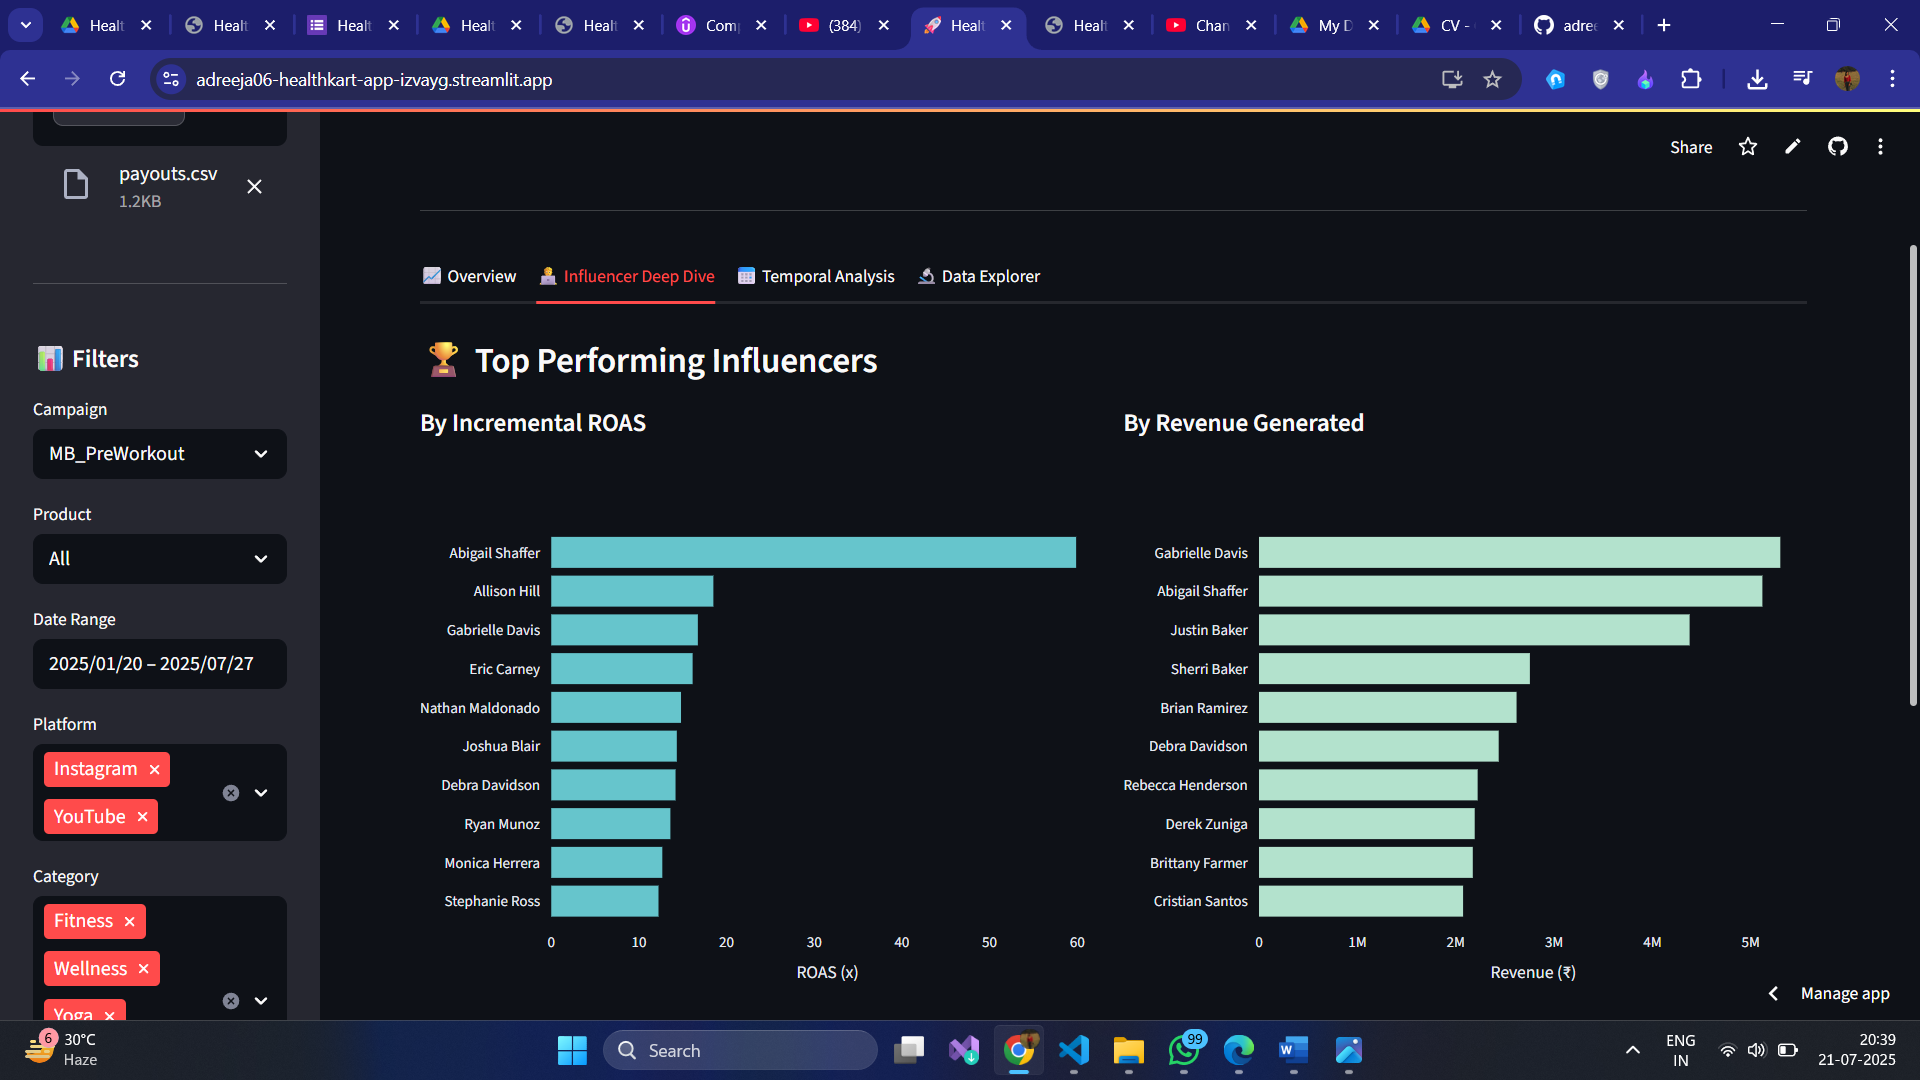 Healt
Healt
Healt
Healt
Healt
Com
(384)
Healt
Healt
Chan
My D
CV -
adree
adreeja06-healthkart-app-izvayg.streamlit.app
Share
payouts.csv
1.2KB
Overview
Influencer Deep Dive
Temporal Analysis
Data Explorer
Filters
Campaign
MB_PreWorkout
Product
All
Date Range
2025/01/20 – 2025/07/27
Platform
Instagram
YouTube
Category
Fitness
Wellness
Yoga
Top Performing Influencers
By Incremental ROAS
Abigail Shaffer
Allison Hill
Gabrielle Davis
Eric Carney
Nathan Maldonado
Joshua Blair
Debra Davidson
Ryan Munoz
Monica Herrera
Stephanie Ross
0 10 20 30 40 50 60
ROAS (x)
By Revenue Generated
Gabrielle Davis
Abigail Shaffer
Justin Baker
Sherri Baker
Brian Ramirez
Debra Davidson
Rebecca Henderson
Derek Zuniga
Brittany Farmer
Cristian Santos
0 1M 2M 3M 4M 5M
Revenue (₹)
Manage app
6
30°C
Haze
Search
99
ENG
IN
20:39
21-07-2025